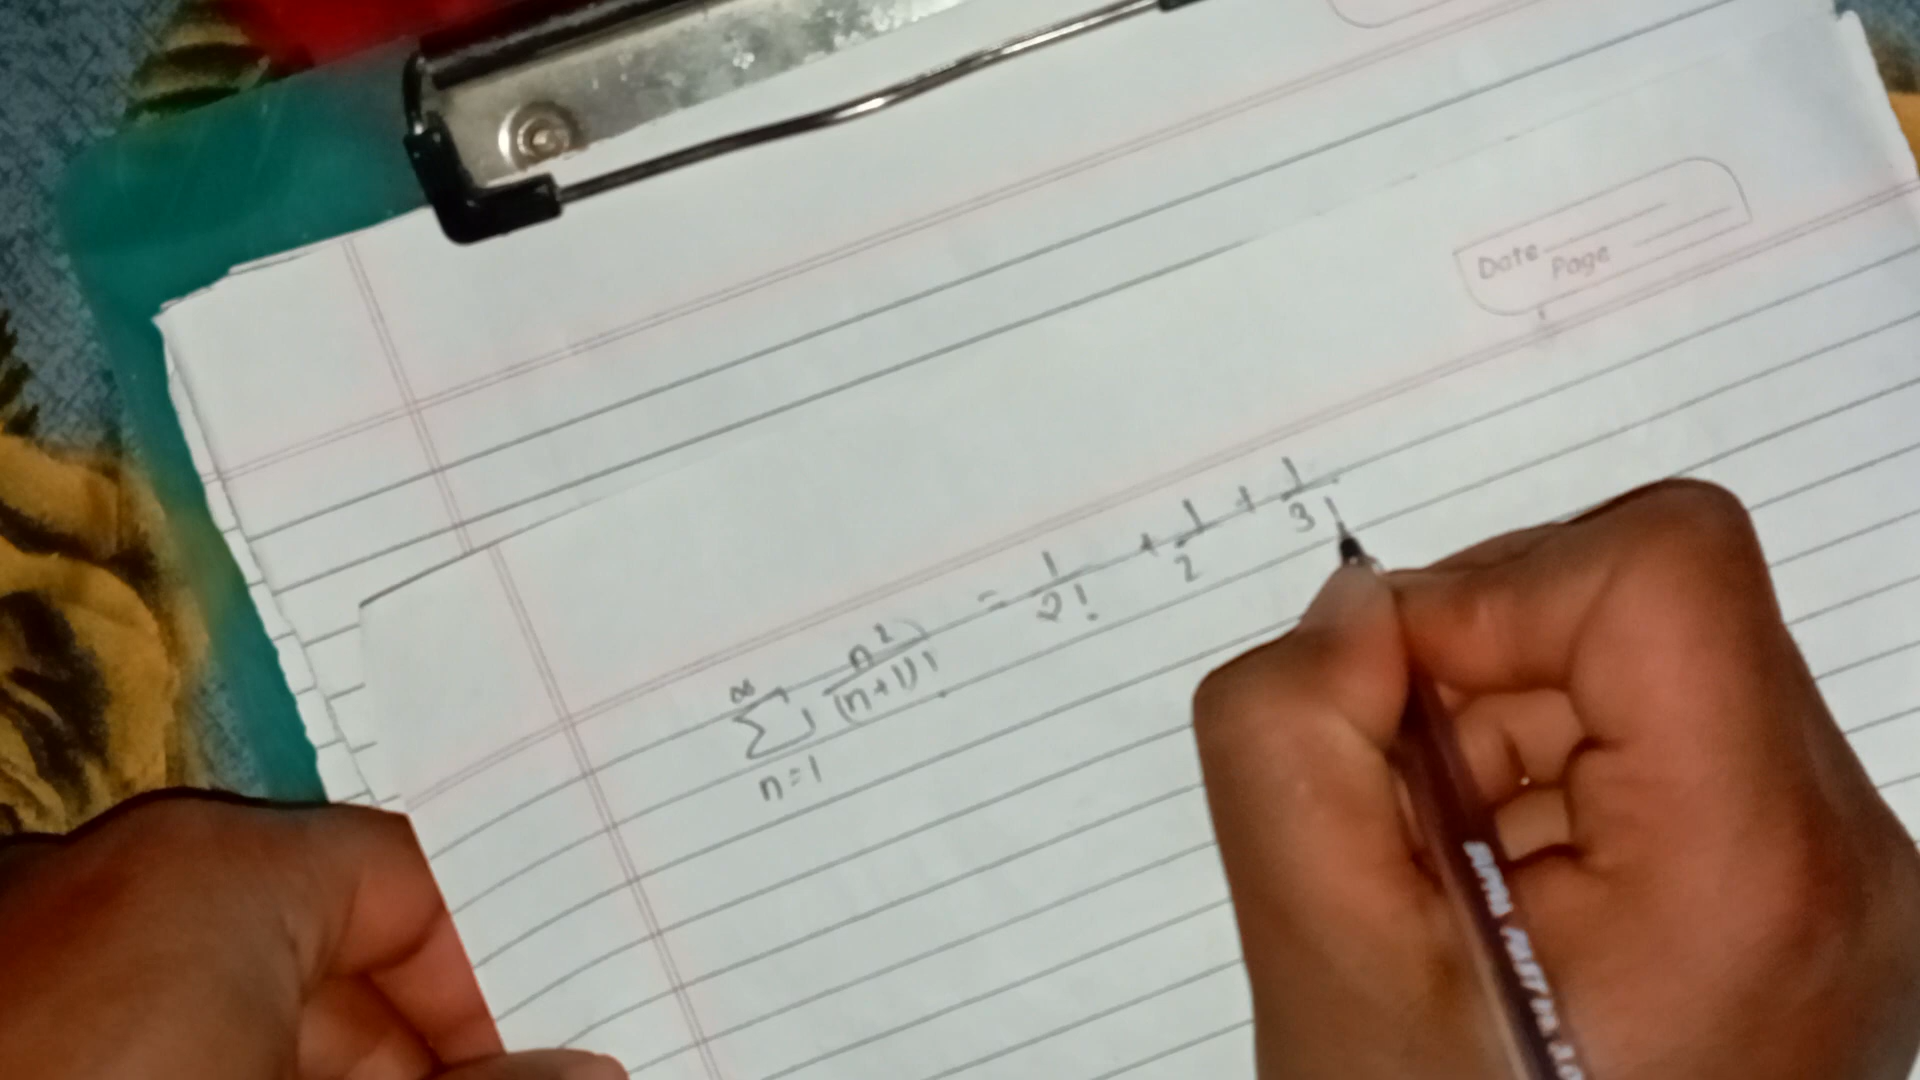 Date
Page
∞
∑ n²/(n+1)! = 1/2! + 1/2 + 1/3!
n=1